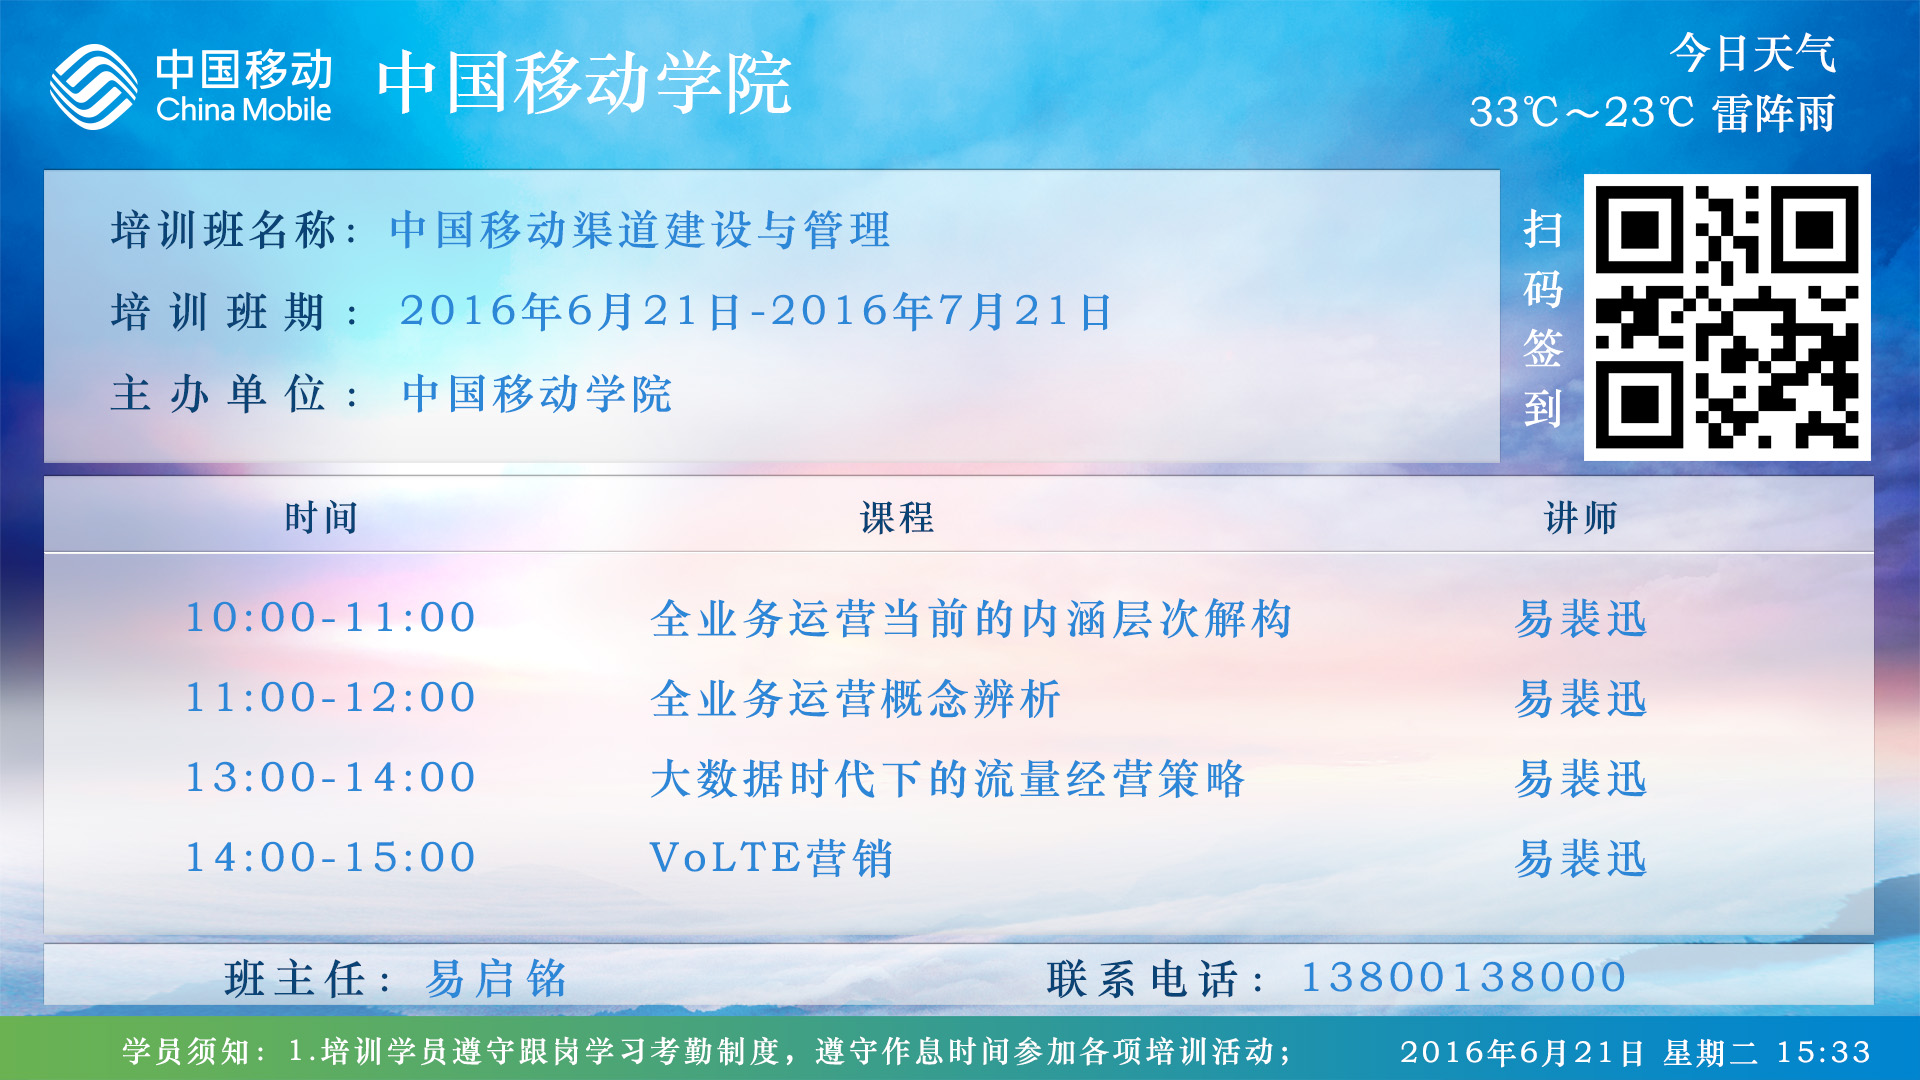 中国移动
China Mobile
中国移动学院
今日天气
33℃～23℃ 雷阵雨
培训班名称：中国移动渠道建设与管理
培训班期：2016年6月21日-2016年7月21日
主办单位：中国移动学院
扫码签到
时间 课程 讲师
10:00-11:00 全业务运营当前的内涵层次解构 易裴迅
11:00-12:00 全业务运营概念辨析 易裴迅
13:00-14:00 大数据时代下的流量经营策略 易裴迅
14:00-15:00 VoLTE营销 易裴迅
班主任：易启铭 联系电话：13800138000
学员须知：1.培训学员遵守跟岗学习考勤制度，遵守作息时间参加各项培训活动； 2016年6月21日 星期二 15:33